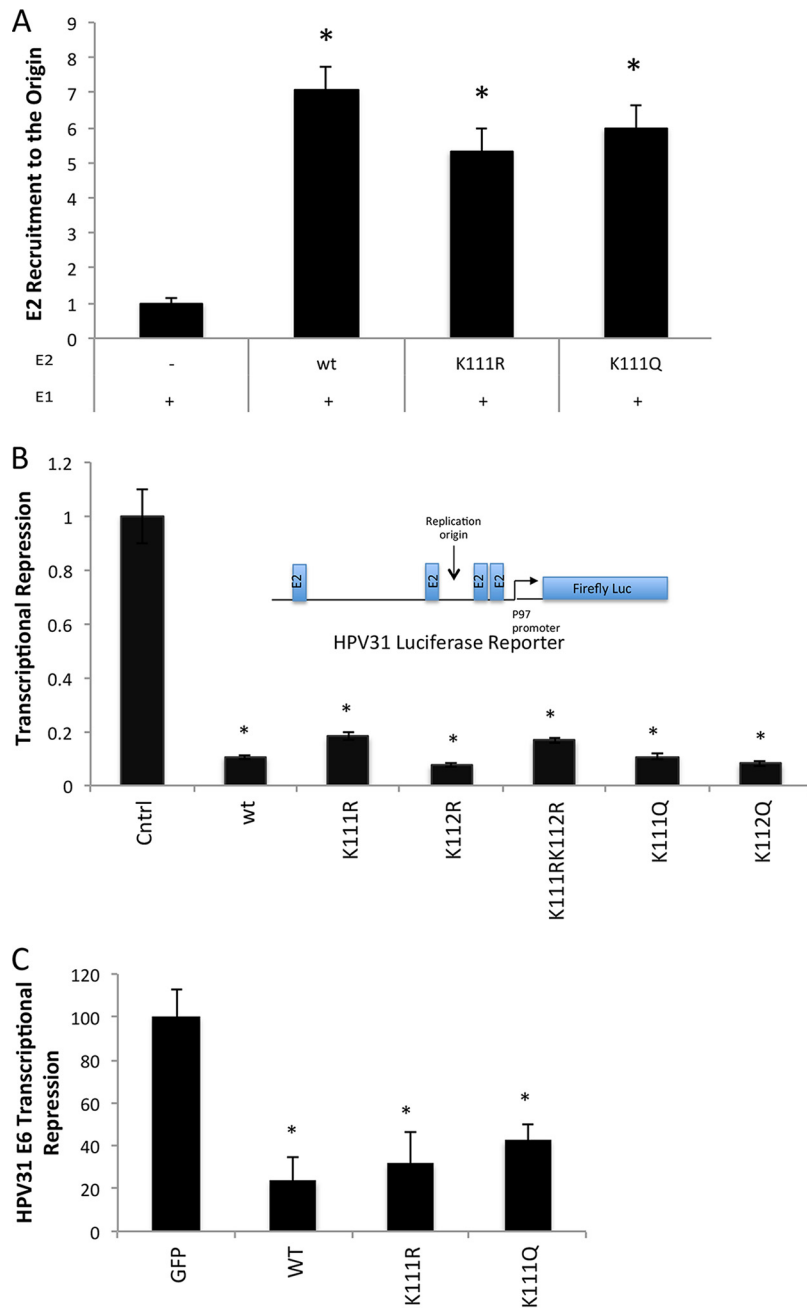 A
E2 Recruitment to the Origin
9
8
7
6
5
4
3
2
1
0
* * *
E2 - wt K111R K111Q
E1 + + + +
B
Transcriptional Repression
1.2
1
0.8
0.6
0.4
0.2
0
Replication
origin
E2 E2 E2 E2
Firefly Luc
P97
promoter
HPV31 Luciferase Reporter
* * * * * *
Cntrl wt K111R K112R K111RK112R K111Q K112Q
C
HPV31 E6 Transcriptional
Repression
120
100
80
60
40
20
0
* * *
GFP WT K111R K111Q